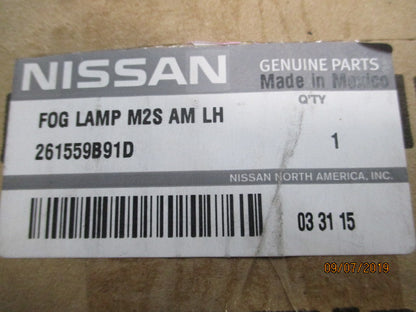 NISSAN
GENUINE PARTS
Made in Mexico
FOG LAMP M2S AM LH
Q'TY
261559B91D
1
NISSAN NORTH AMERICA, INC.
03 31 15
09/07/2019